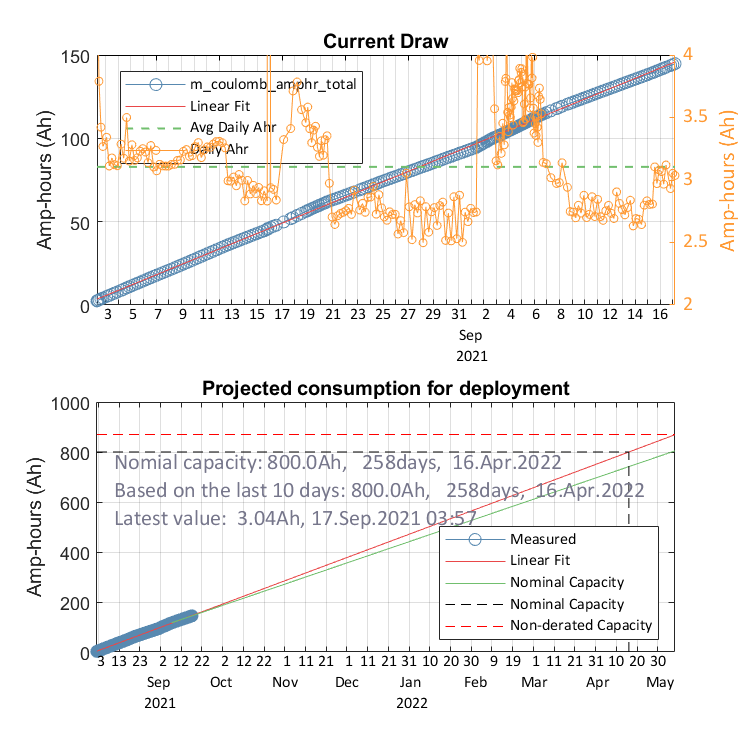 Current Draw
150
100
50
0
Amp-hours (Ah)
4
3.5
3
2.5
2
Amp-hours (Ah)
m_coulomb_amphr_total
Linear Fit
Avg Daily Ahr
Daily Ahr
3 5 7 9 11 13 15 17 19 21 23 25 27 29 31 2 4 6 8 10 12 14 16
Sep
2021
Projected consumption for deployment
1000
800
600
400
200
0
Amp-hours (Ah)
Nomial capacity: 800.0Ah, 258days, 16.Apr.2022
Based on the last 10 days: 800.0Ah, 258days, 16.Apr.2022
Latest value: 3.04Ah, 17.Sep.2021 03:57
Measured
Linear Fit
Nominal Capacity
Nominal Capacity
Non-derated Capacity
3 13 23 2 12 22 2 12 22 1 11 21 1 11 21 31 10 20 30 9 19 1 11 21 31 10 20 30
Sep Oct Nov Dec Jan Feb Mar Apr May
2021 2022